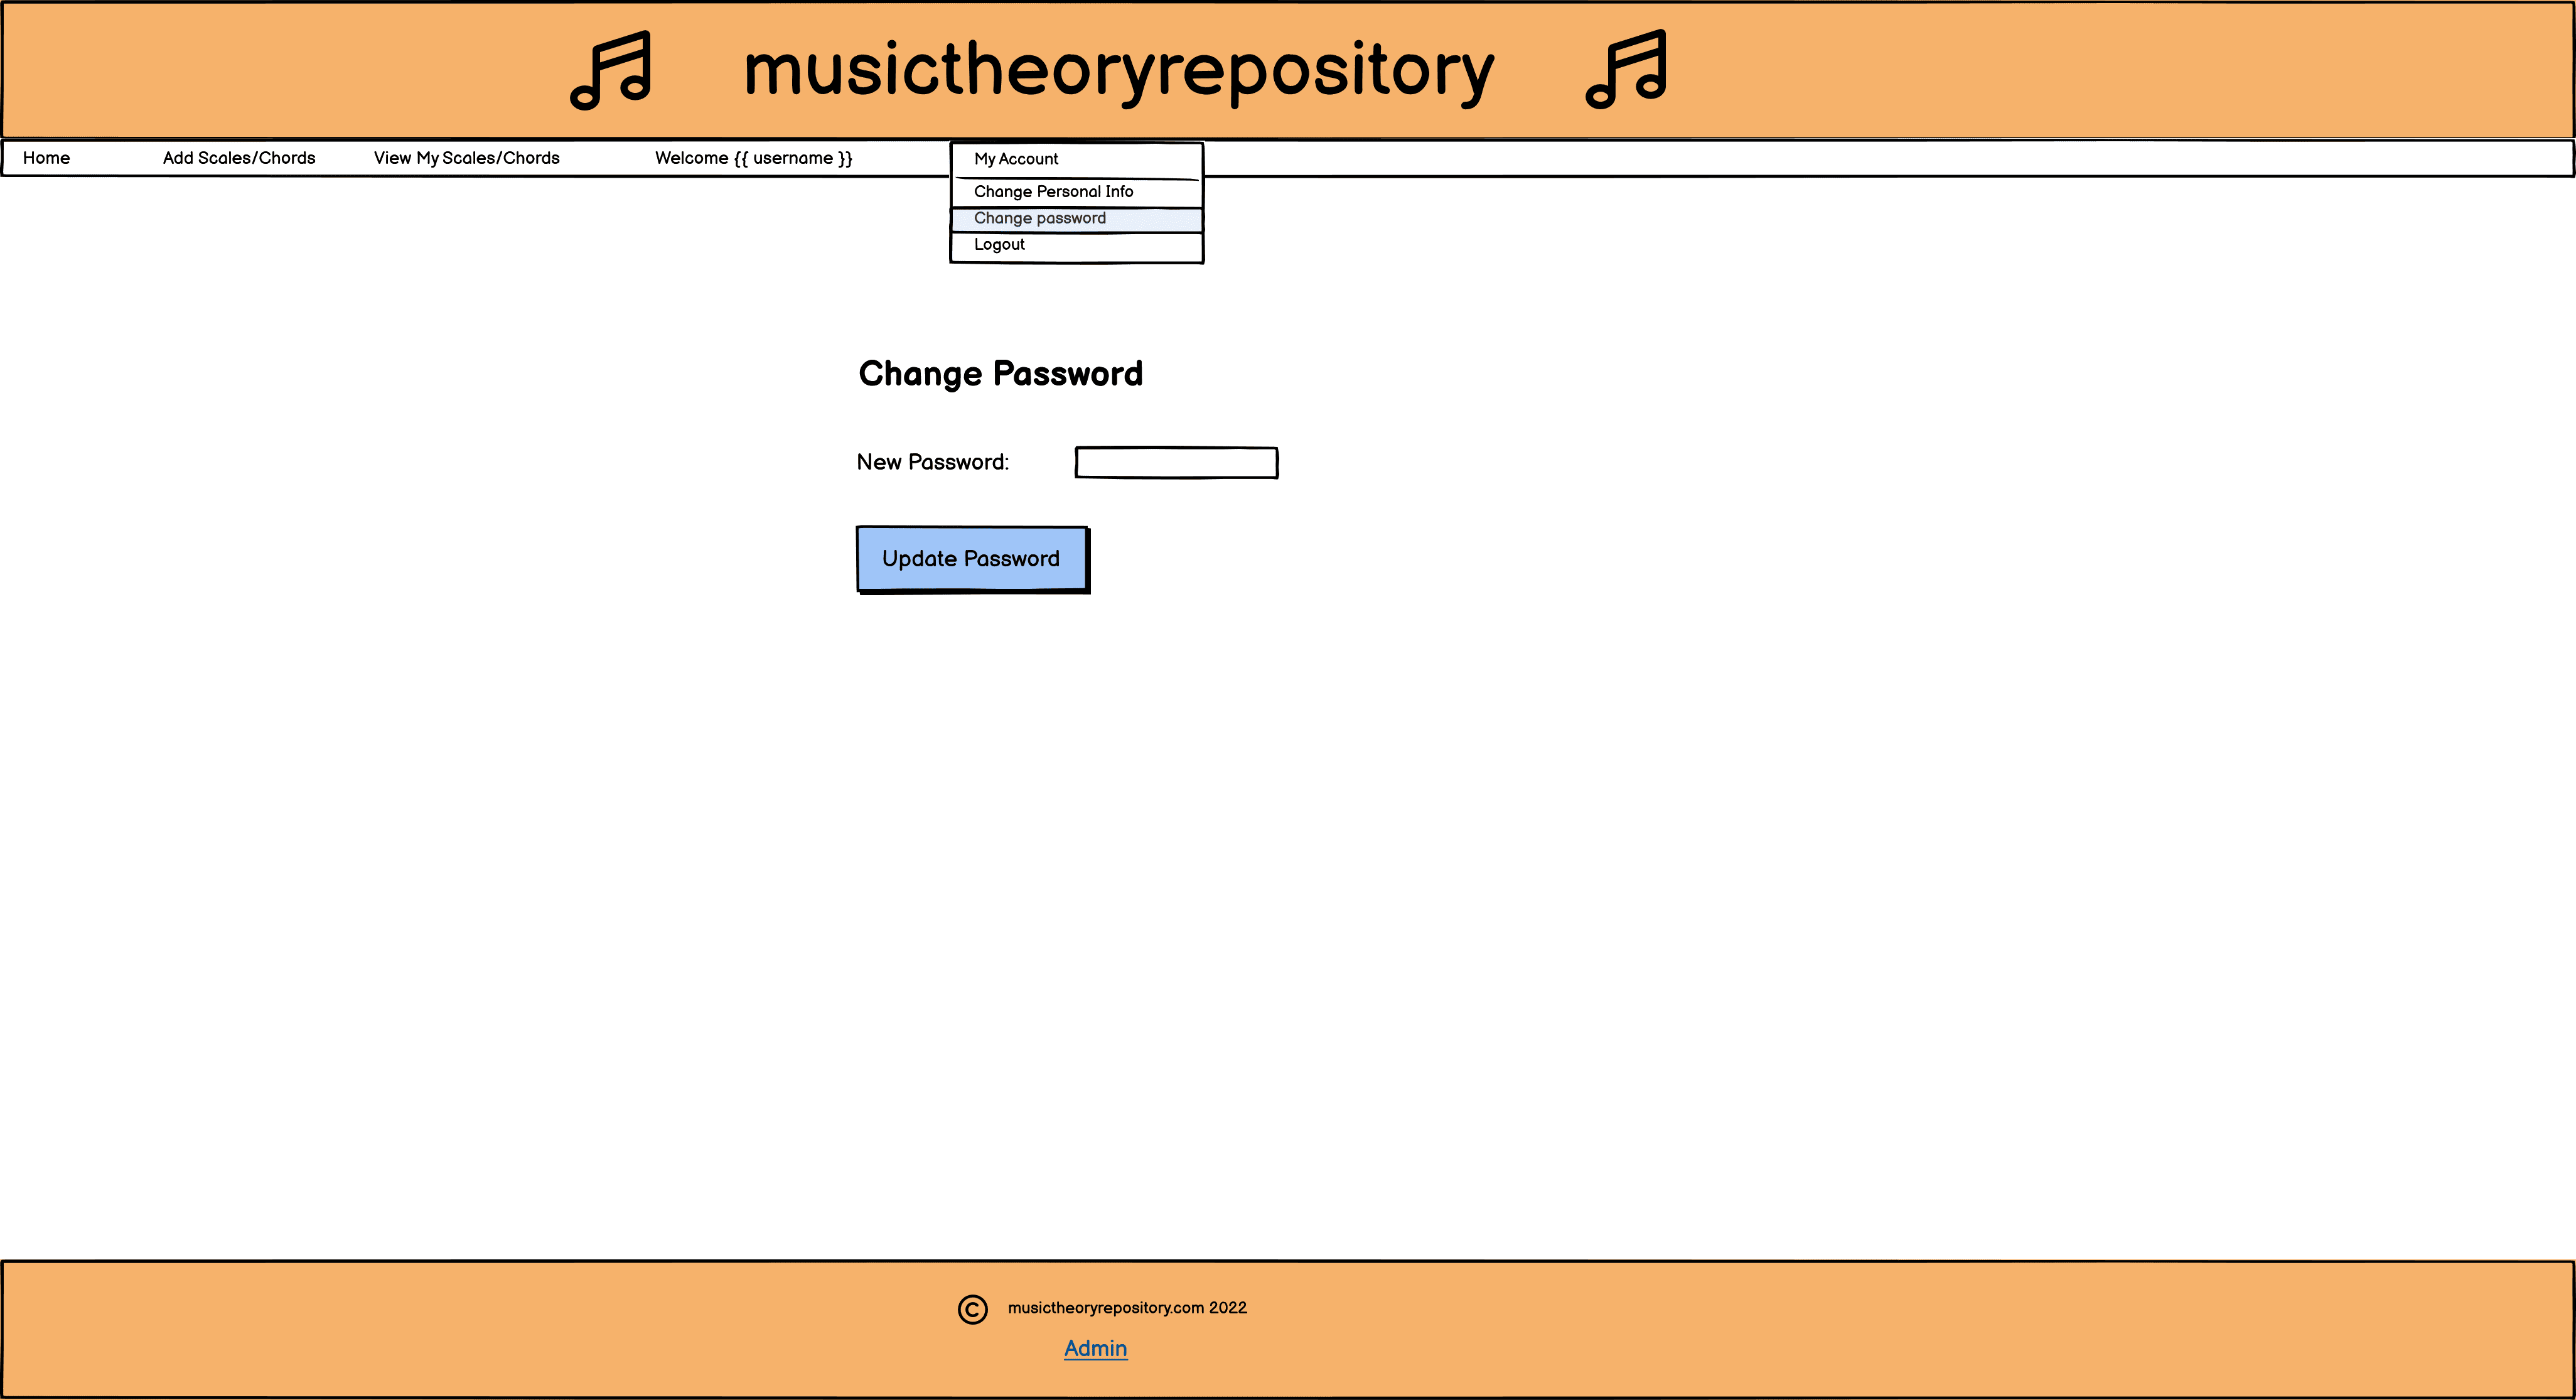 musictheoryrepository
Home Add Scales/Chords View My Scales/Chords Welcome {{ username }} My Account
Change Personal Info
Change password
Logout
Change Password
New Password:
Update Password
© musictheoryrepository.com 2022
Admin